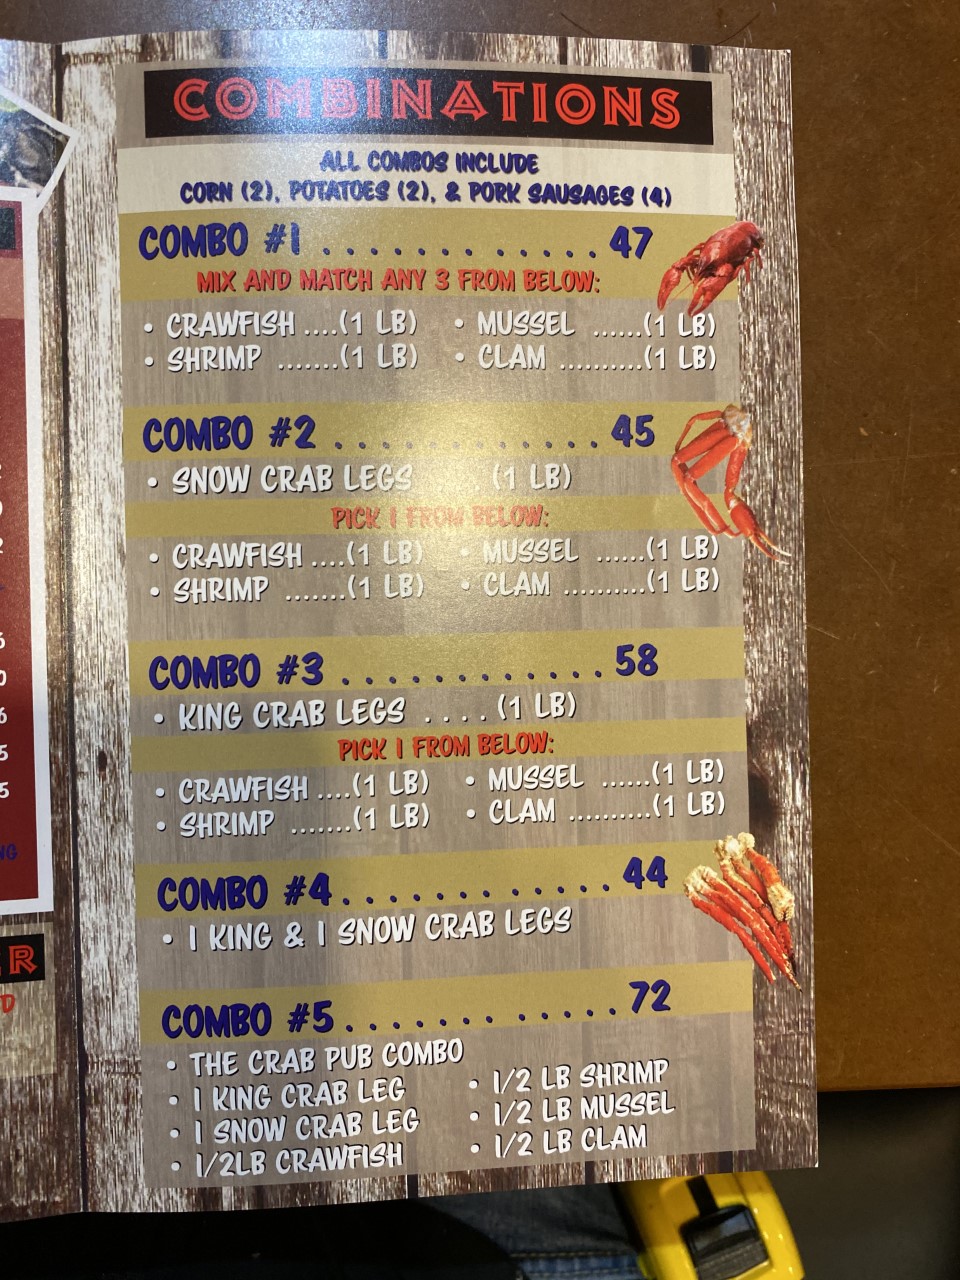 COMBINATIONS
ALL COMBOS INCLUDE
CORN (2), POTATOES (2), & PORK SAUSAGES (4)
COMBO #1 . . . . . . . . . . . . 47
MIX AND MATCH ANY 3 FROM BELOW:
• CRAWFISH ....(1 LB) • MUSSEL ......(1 LB)
• SHRIMP .......(1 LB) • CLAM ..........(1 LB)
COMBO #2 . . . . . . . . . . . . 45
• SNOW CRAB LEGS (1 LB)
PICK 1 FROM BELOW:
• CRAWFISH ....(1 LB) • MUSSEL ......(1 LB)
• SHRIMP .......(1 LB) • CLAM ..........(1 LB)
COMBO #3 . . . . . . . . . . . . 58
• KING CRAB LEGS . . . . (1 LB)
PICK 1 FROM BELOW:
• CRAWFISH ....(1 LB) • MUSSEL ......(1 LB)
• SHRIMP .......(1 LB) • CLAM ..........(1 LB)
COMBO #4 . . . . . . . . . . . . 44
• 1 KING & 1 SNOW CRAB LEGS
COMBO #5 . . . . . . . . . . . . 72
• THE CRAB PUB COMBO
• 1 KING CRAB LEG • 1/2 LB SHRIMP
• 1 SNOW CRAB LEG • 1/2 LB MUSSEL
• 1/2LB CRAWFISH • 1/2 LB CLAM